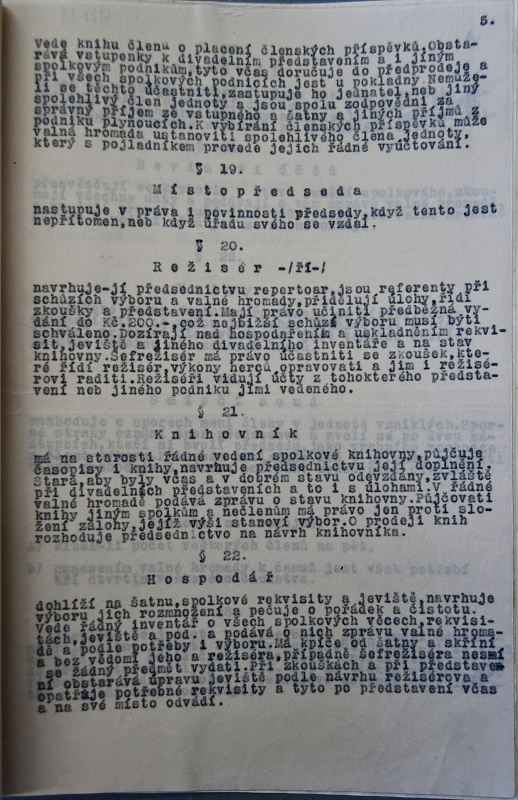 3.
vede knihu členů o placení členských příspěvků.Obsta-
rává vstupenky k divadelním představením a i jiným
spolkovým podnikům,tyto včas doručuje do předprodeje a
při všech spolkových podnicích jest u pokladny.Nemůže-
li se těchto účastniti,zastupuje ho jednatel,neb jiný
spolehlivý člen jednoty a jsou spolu zodpovědni za
správný příjem ze vstupného a šatny a jiných příjmů z
podniku plynoucích.K vybírání členských příspěvků může
valná hromada ustanoviti spolehlivého člena jednoty,
který s pojladníkem provede jejich řádné vyúčtování.
§ 19.
Místopředseda
nastupuje v práva i povinnosti předsedy,když tento jest
nepřítomen,neb když úřadu svého se vzdal.
§ 20.
Režisér -/ři-/
navrhuje-jí předsednictvu repertoar,jsou referenty při
schůzích výboru a valné hromady,přidělují úlohy,řídí
zkoušky a představení.Mají právo učiniti předběžná vy-
dání do Kč.200.-,což nejbližší schůzí výboru musí býti
schváleno.Dozírají nad hospodařením a uskladněním rekvi-
sit,jeviště a jiného divadelního inventáře a na stav
knihovny.Šefrežisér má právo účastniti se zkoušek,kte-
ré řídí režisér,výkony herců opravovati a jim i režisé-
rovi raditi.Režiséři vidují účty z tohokterého předsta-
vení neb jiného podniku jimi vedeného.
§ 21.
Knihovník
má na starosti řádné vedení spolkové knihovny,půjčuje
časopisy i knihy,navrhuje předsednictvu její doplnění.
Stará,aby byly včas a v dobrém stavu odevzdány,zvláště
při divadelních představeních a to i s úlohami.V řádné
valné hromadě podává zprávu o stavu knihovny.Půjčovati
knihy jiným spolkům a nečlenům má právo jen proti slo-
žení zálohy,jejíž výši stanoví výbor.O prodeji knih
rozhoduje předsednictvo na návrh knihovníka.
§ 22.
Hospodář
dohlíží na šatnu,spolkové rekvisity a jeviště,navrhuje
výboru jich rozmnožení a pečuje o pořádek a čistotu.
Vede řádný inventář o všech spolkových věcech,rekvisi-
tách,jeviště a pod. a podává o nich zprávu valné hroma-
dě a podle potřeby i výboru.Má klíče od šatny a skříní
a bez vědomí jeho a režiséra,případně šefrežiséra nesmí
se žádný předmět vydati.Při zkouškách a při představe-
ní obstarává úpravu jeviště podle návrhu režisérova a
opatřuje potřebné rekvisity a tyto po představení včas
a na své místo odvádí.